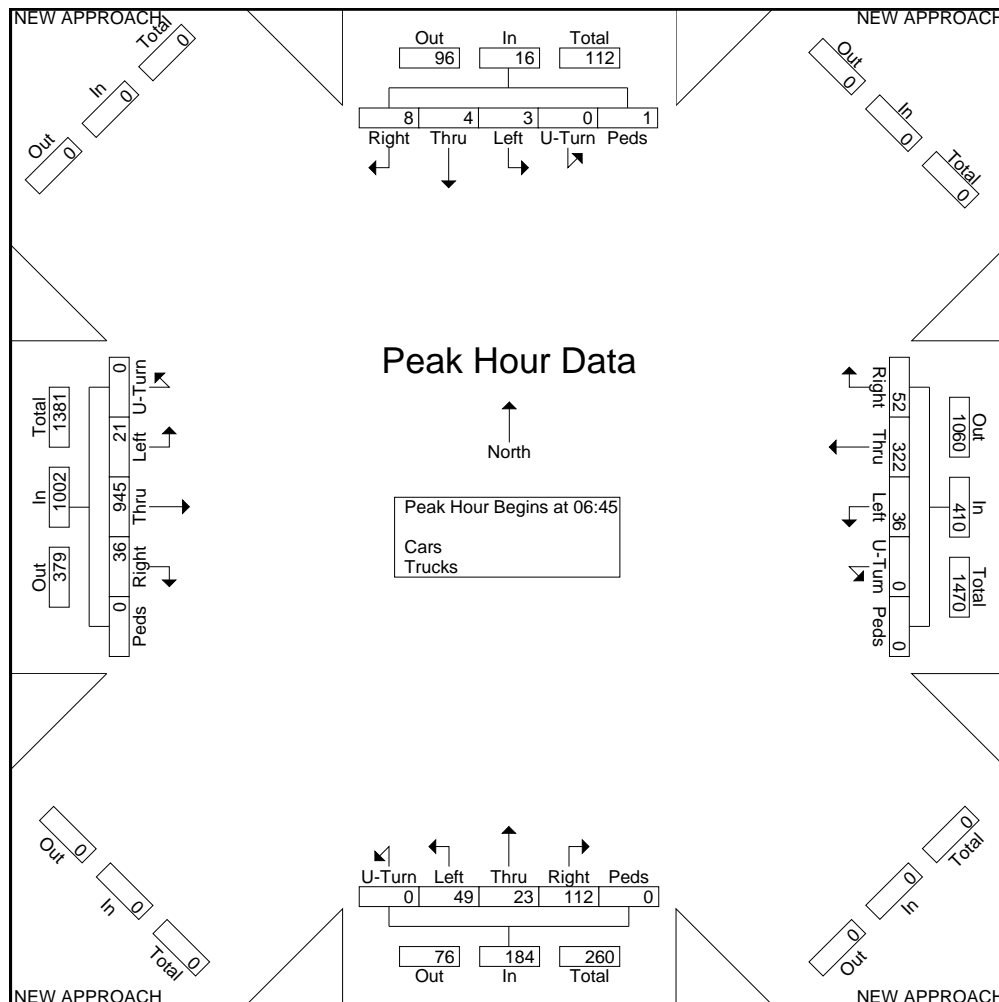 NEW APPROACH
NEW APPROACH
Total 0
In 0
Out 0
Out In Total
96 16 112
8 4 3 0 1
Right Thru Left U-Turn Peds
Out 0
In 0
Total 0
Peak Hour Data
North
Peak Hour Begins at 06:45
Cars
Trucks
Total 1381
In 1002
Out 379
0 U-Turn
21 Left
945 Thru
36 Right
0 Peds
Right 52
Thru 322
Left 36
U-Turn 0
Peds 0
Out 1060
In 410
Total 1470
U-Turn Left Thru Right Peds
0 49 23 112 0
76 184 260
Out In Total
Out 0
In 0
Total 0
Total 0
In 0
Out 0
NEW APPROACH
NEW APPROACH